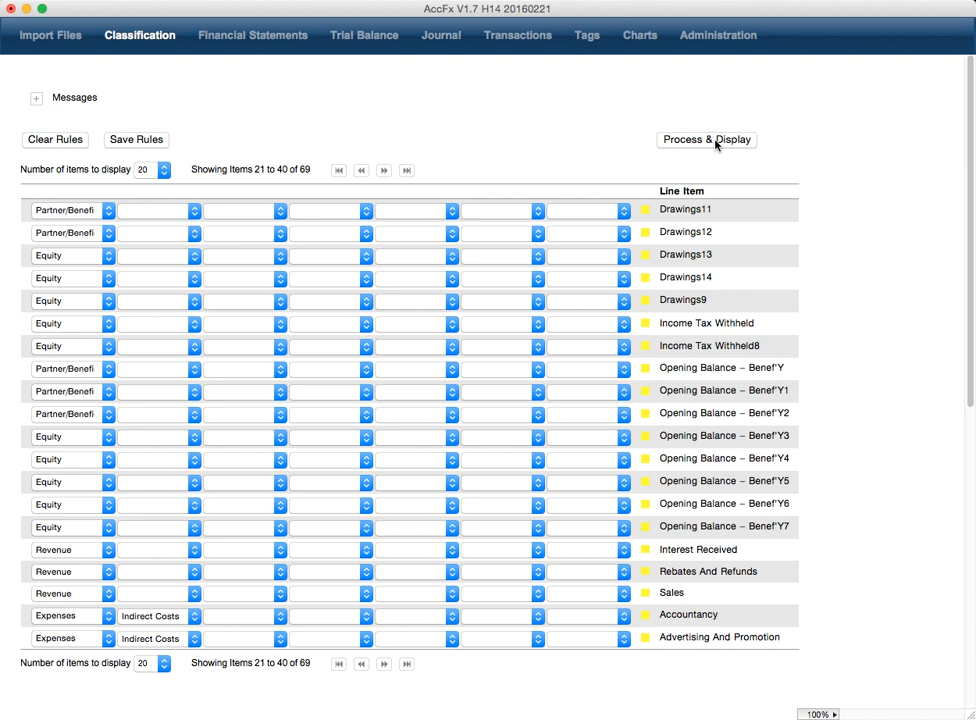 AccFx V1.7 H14 20160221
Import Files Classification Financial Statements Trial Balance Journal Transactions Tags Charts Administration
+ Messages
Clear Rules Save Rules Process & Display
Number of items to display 20 Showing Items 21 to 40 of 69
Line Item
Partner/Benefi Drawings11
Partner/Benefi Drawings12
Equity Drawings13
Equity Drawings14
Equity Drawings9
Equity Income Tax Withheld
Equity Income Tax Withheld8
Partner/Benefi Opening Balance – Benef'Y
Partner/Benefi Opening Balance – Benef'Y1
Partner/Benefi Opening Balance – Benef'Y2
Equity Opening Balance – Benef'Y3
Equity Opening Balance – Benef'Y4
Equity Opening Balance – Benef'Y5
Equity Opening Balance – Benef'Y6
Equity Opening Balance – Benef'Y7
Revenue Interest Received
Revenue Rebates And Refunds
Revenue Sales
Expenses Indirect Costs Accountancy
Expenses Indirect Costs Advertising And Promotion
Number of items to display 20 Showing Items 21 to 40 of 69
100%